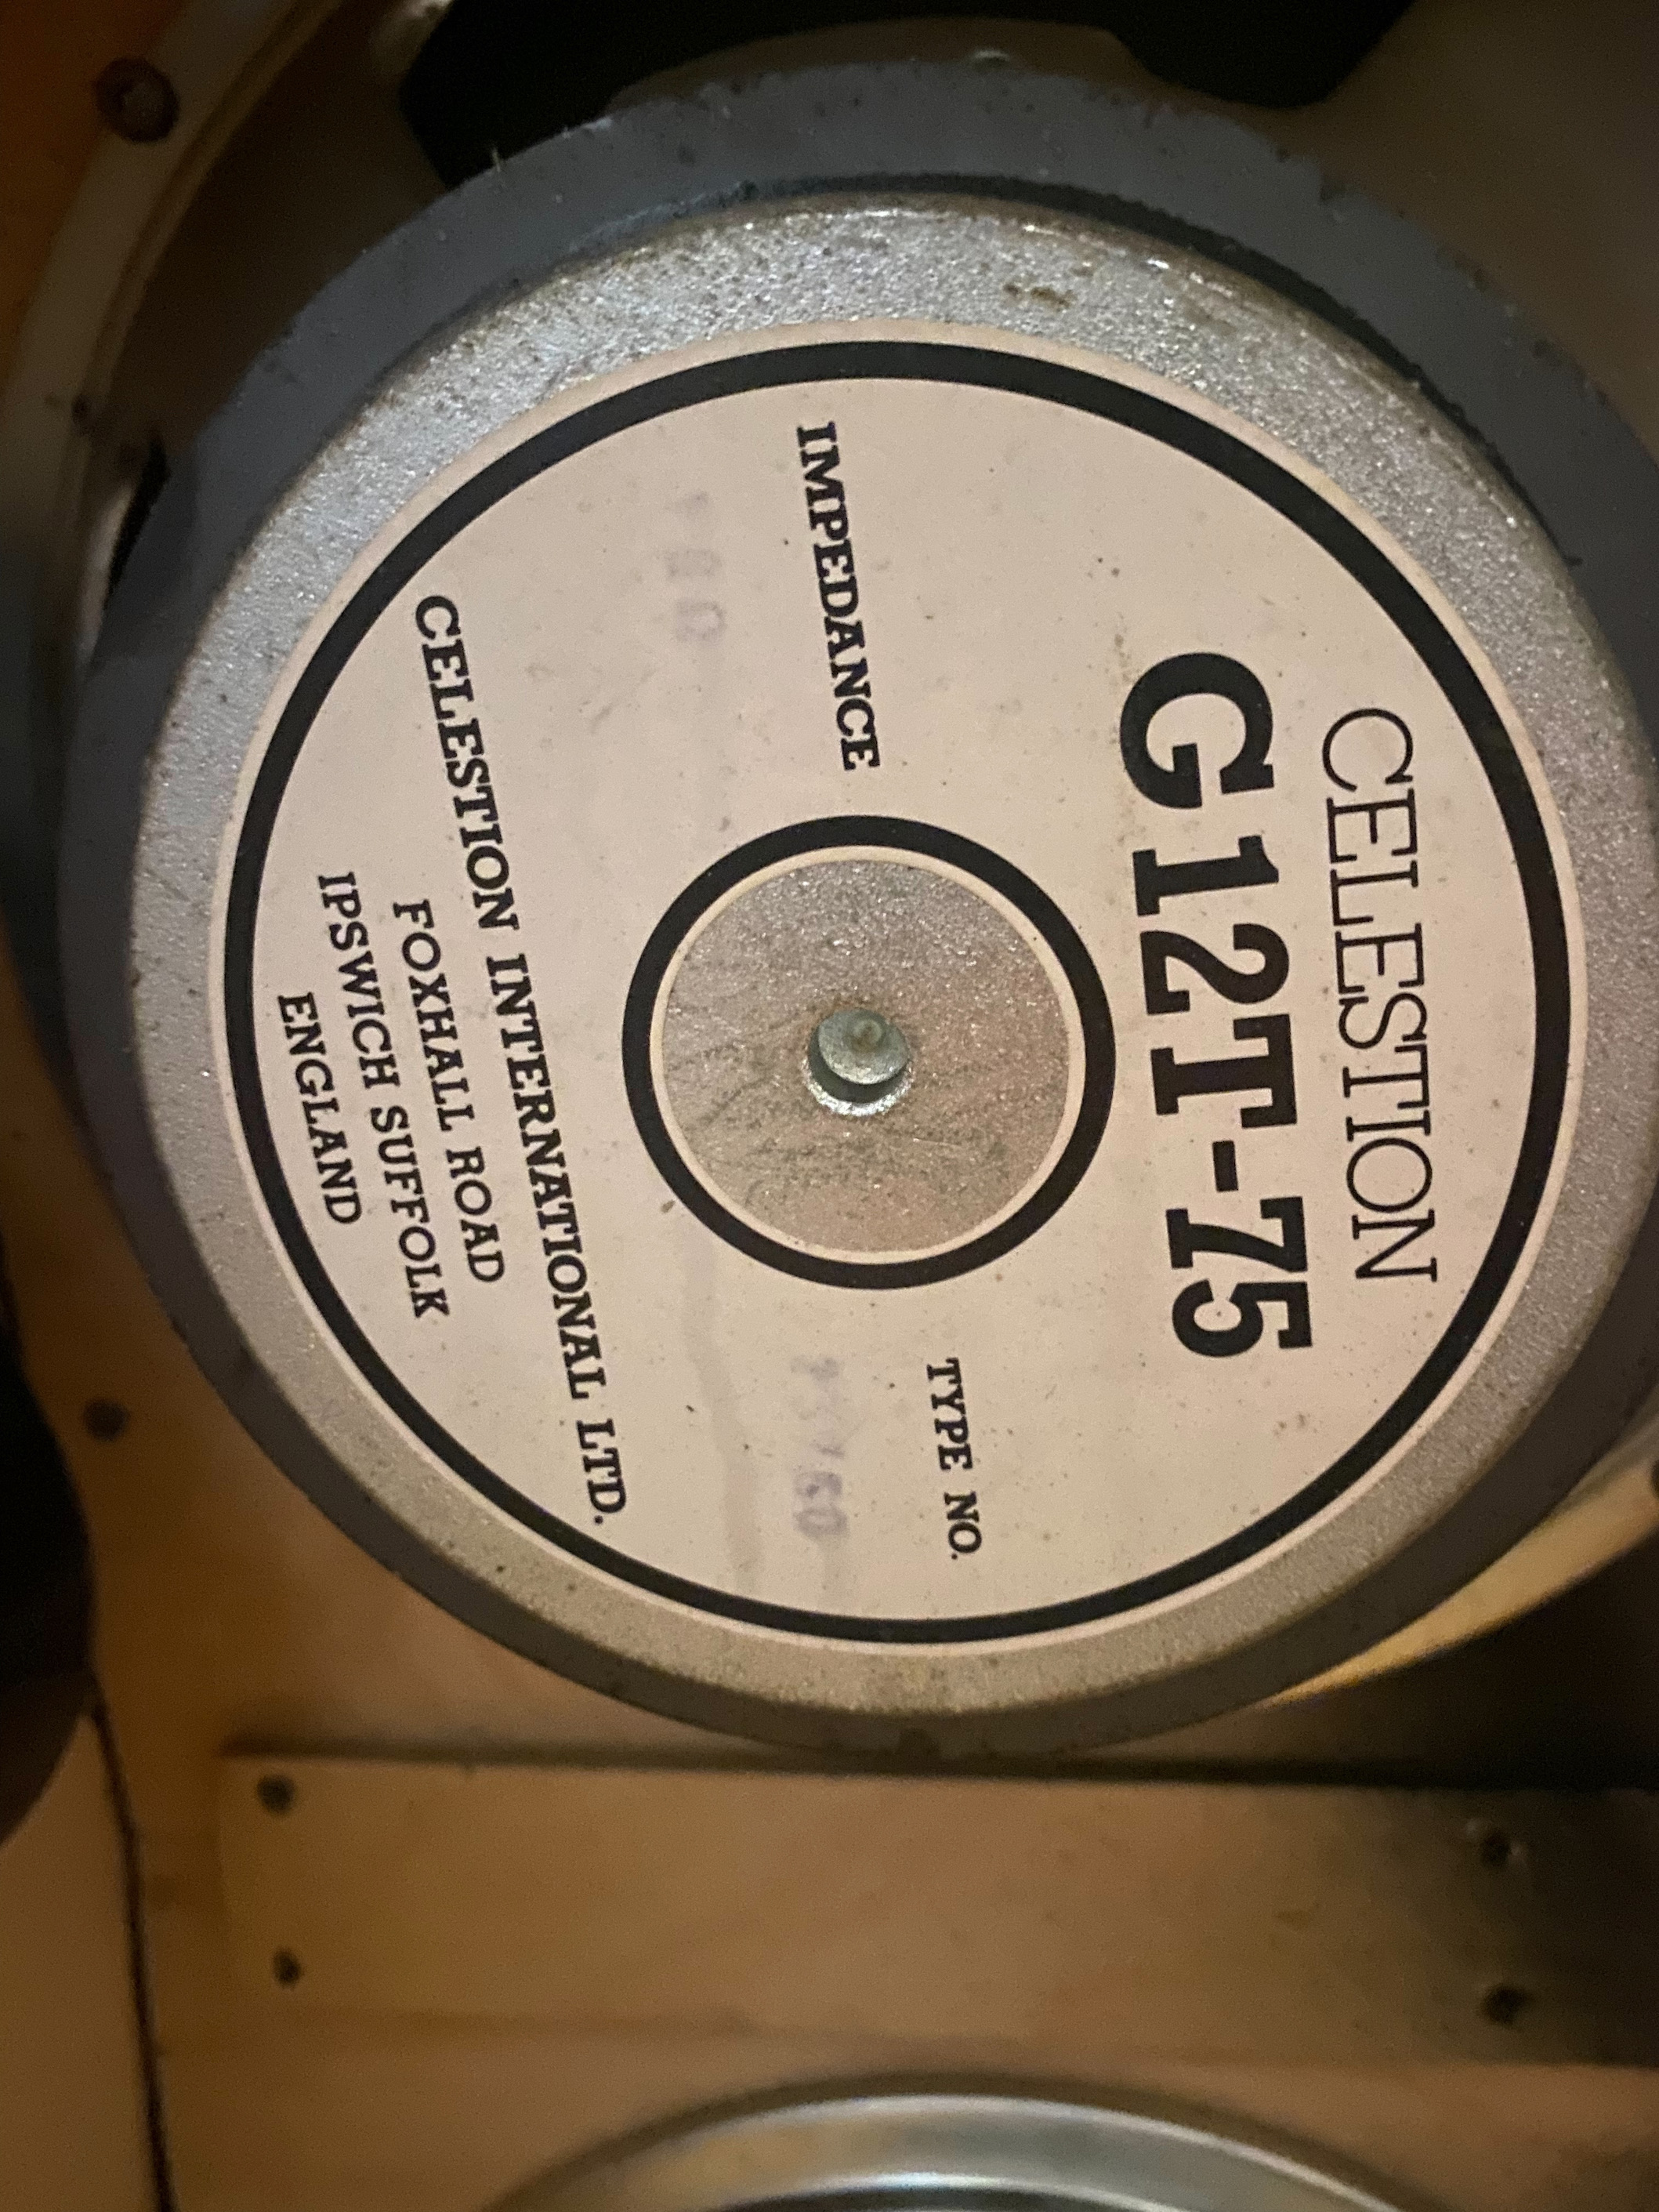 CELESTION
G12T-75
IMPEDANCE
TYPE NO.
CELESTION INTERNATIONAL LTD.
FOXHALL ROAD
IPSWICH SUFFOLK
ENGLAND